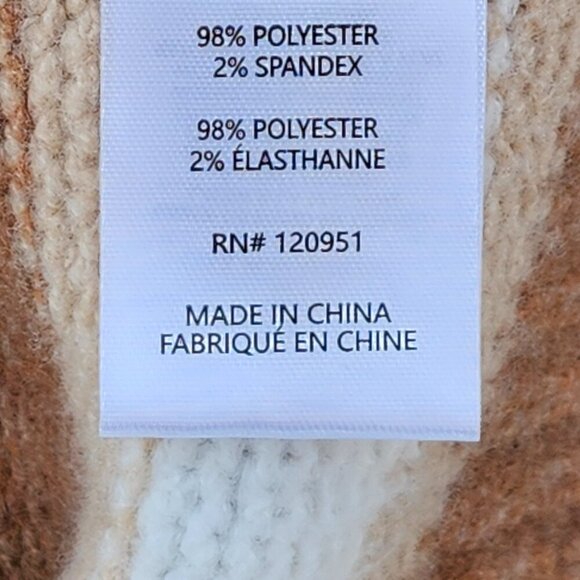 98% POLYESTER
2% SPANDEX
98% POLYESTER
2% ÉLASTHANNE
RN# 120951
MADE IN CHINA
FABRIQUÉ EN CHINE